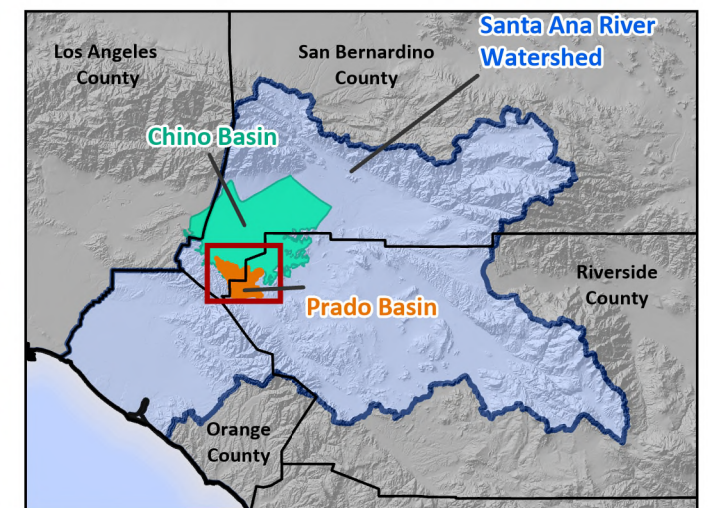 Santa Ana River
Watershed
Los Angeles
County
San Bernardino
County
Chino Basin
Riverside
County
Prado Basin
Orange
County